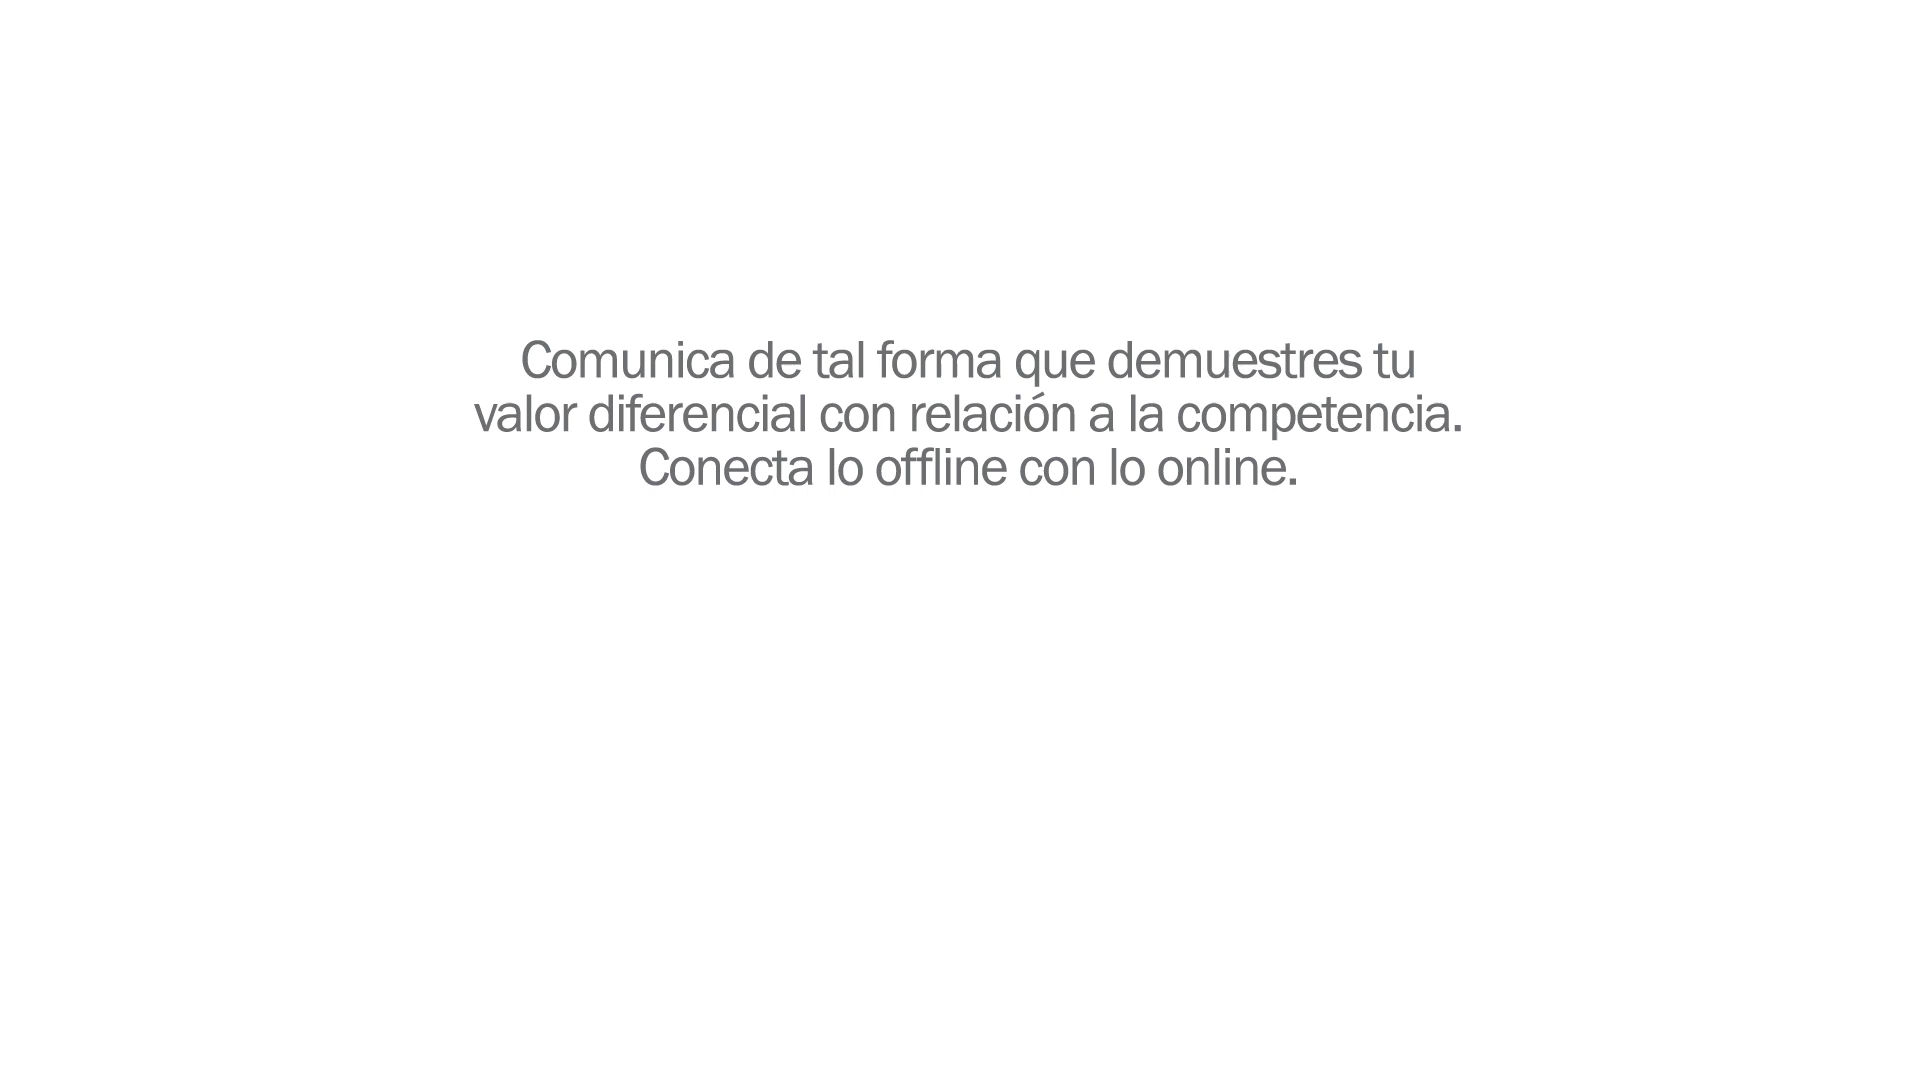 Comunica de tal forma que demuestres tu
valor diferencial con relación a la competencia.
Conecta lo offline con lo online.